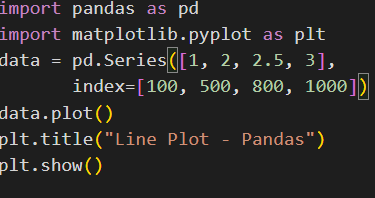 import pandas as pd
import matplotlib.pyplot as plt
data = pd.Series([1, 2, 2.5, 3],
index=[100, 500, 800, 1000])
data.plot()
plt.title("Line Plot - Pandas")
plt.show()